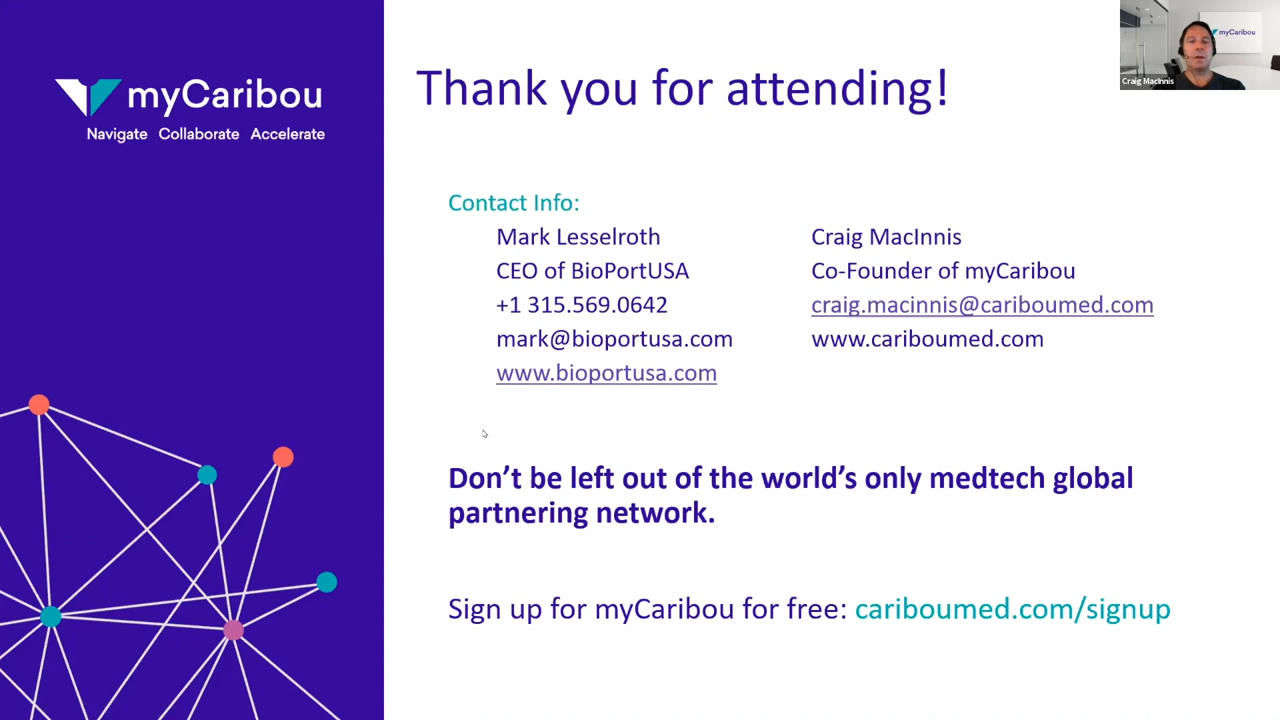 myCaribou
Navigate Collaborate Accelerate
Thank you for attending!
myCaribou
Craig MacInnis
Contact Info:
Mark Lesselroth
CEO of BioPortUSA
+1 315.569.0642
mark@bioportusa.com
www.bioportusa.com
Craig MacInnis
Co-Founder of myCaribou
craig.macinnis@cariboumed.com
www.cariboumed.com
Don’t be left out of the world’s only medtech global
partnering network.
Sign up for myCaribou for free: cariboumed.com/signup